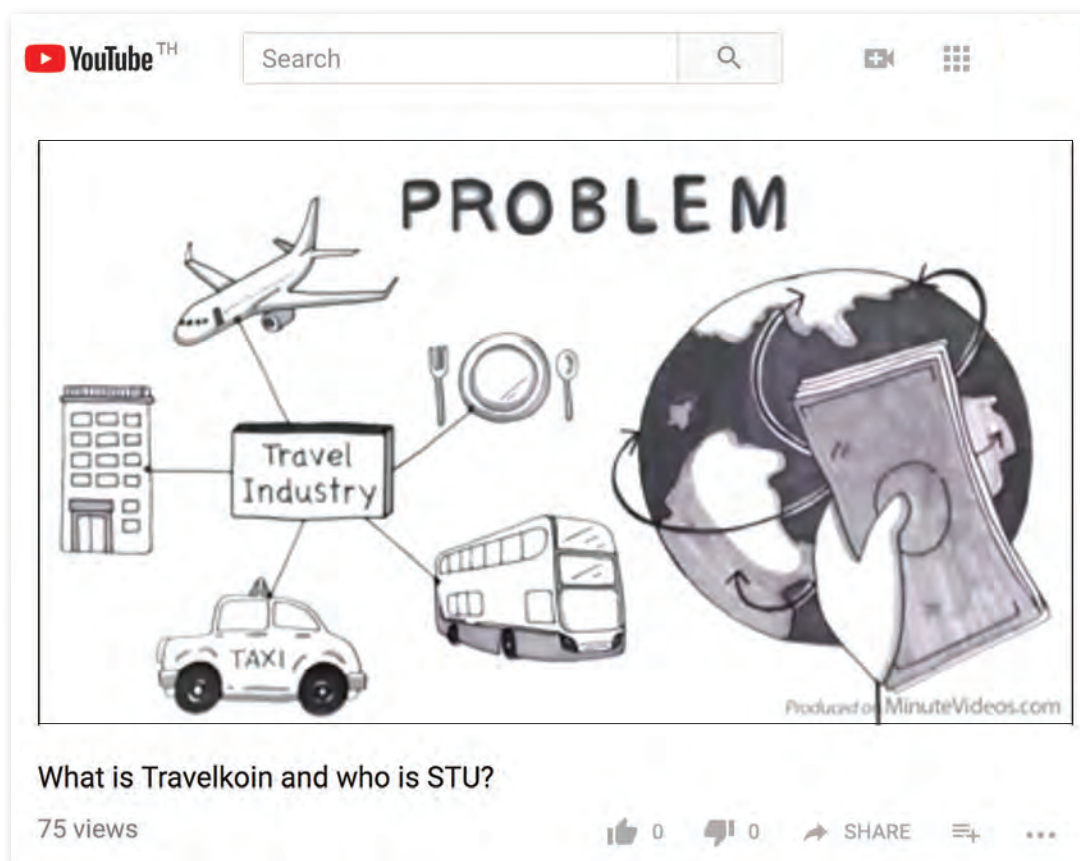 YouTube TH
Search
PROBLEM
Travel
Industry
TAXI
Produced on MinuteVideos.com
What is Travelkoin and who is STU?
75 views
0
0
SHARE